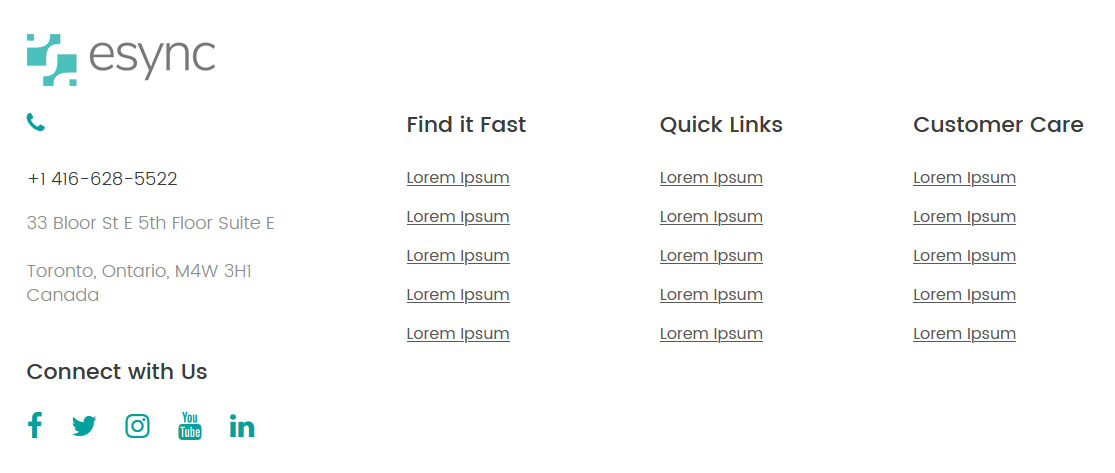 esync
+1 416-628-5522
33 Bloor St E 5th Floor Suite E
Toronto, Ontario, M4W 3H1
Canada
Connect with Us
You
Tube
in
Find it Fast
Lorem Ipsum
Lorem Ipsum
Lorem Ipsum
Lorem Ipsum
Lorem Ipsum
Quick Links
Lorem Ipsum
Lorem Ipsum
Lorem Ipsum
Lorem Ipsum
Lorem Ipsum
Customer Care
Lorem Ipsum
Lorem Ipsum
Lorem Ipsum
Lorem Ipsum
Lorem Ipsum